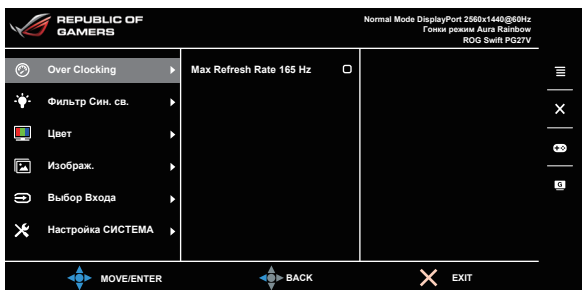 REPUBLIC OF
GAMERS
Normal Mode DisplayPort 2560x1440@60Hz
Гонки режим Aura Rainbow
ROG Swift PG27V
Over Clocking
Max Refresh Rate 165 Hz
Фильтр Син. св.
Цвет
Изображ.
Выбор Входа
Настройка СИСТЕМА
MOVE/ENTER
BACK
EXIT